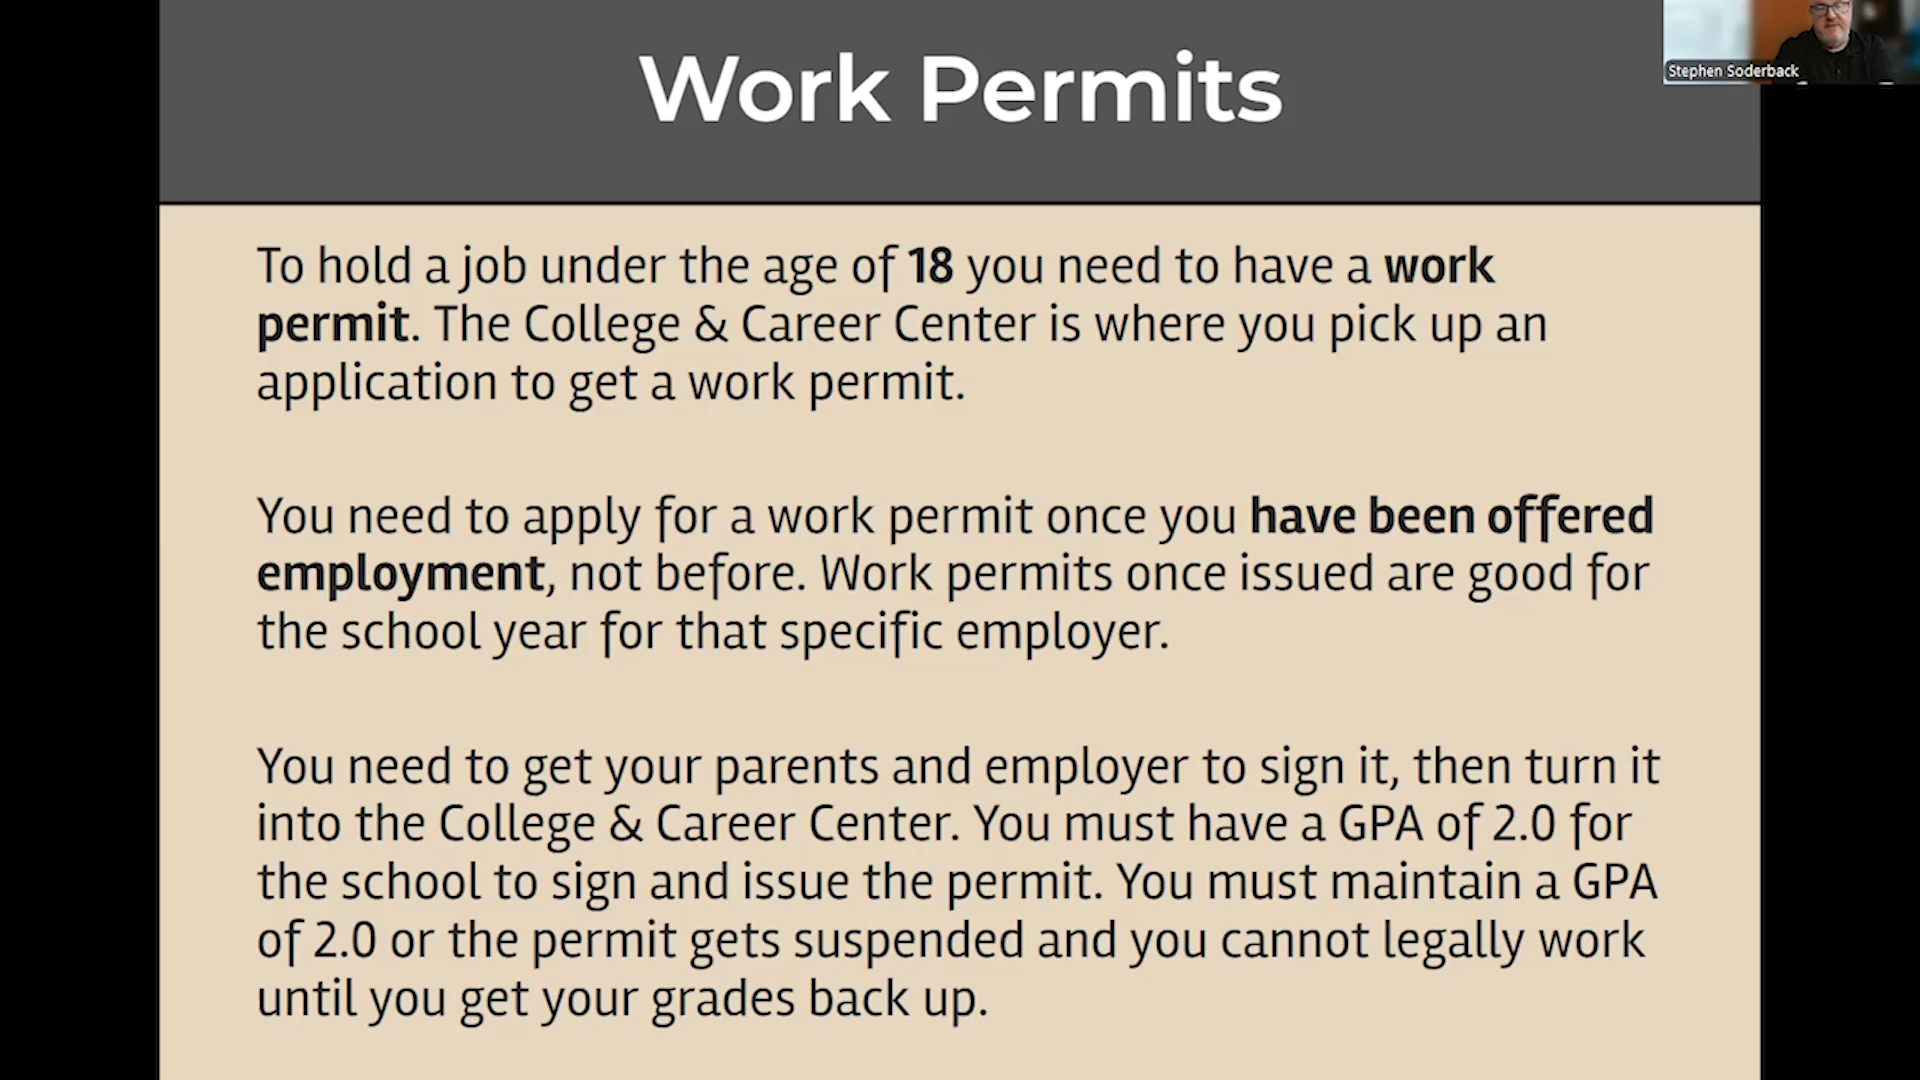 Work Permits
Stephen Soderback
To hold a job under the age of 18 you need to have a work
permit. The College & Career Center is where you pick up an
application to get a work permit.
You need to apply for a work permit once you have been offered
employment, not before. Work permits once issued are good for
the school year for that specific employer.
You need to get your parents and employer to sign it, then turn it
into the College & Career Center. You must have a GPA of 2.0 for
the school to sign and issue the permit. You must maintain a GPA
of 2.0 or the permit gets suspended and you cannot legally work
until you get your grades back up.